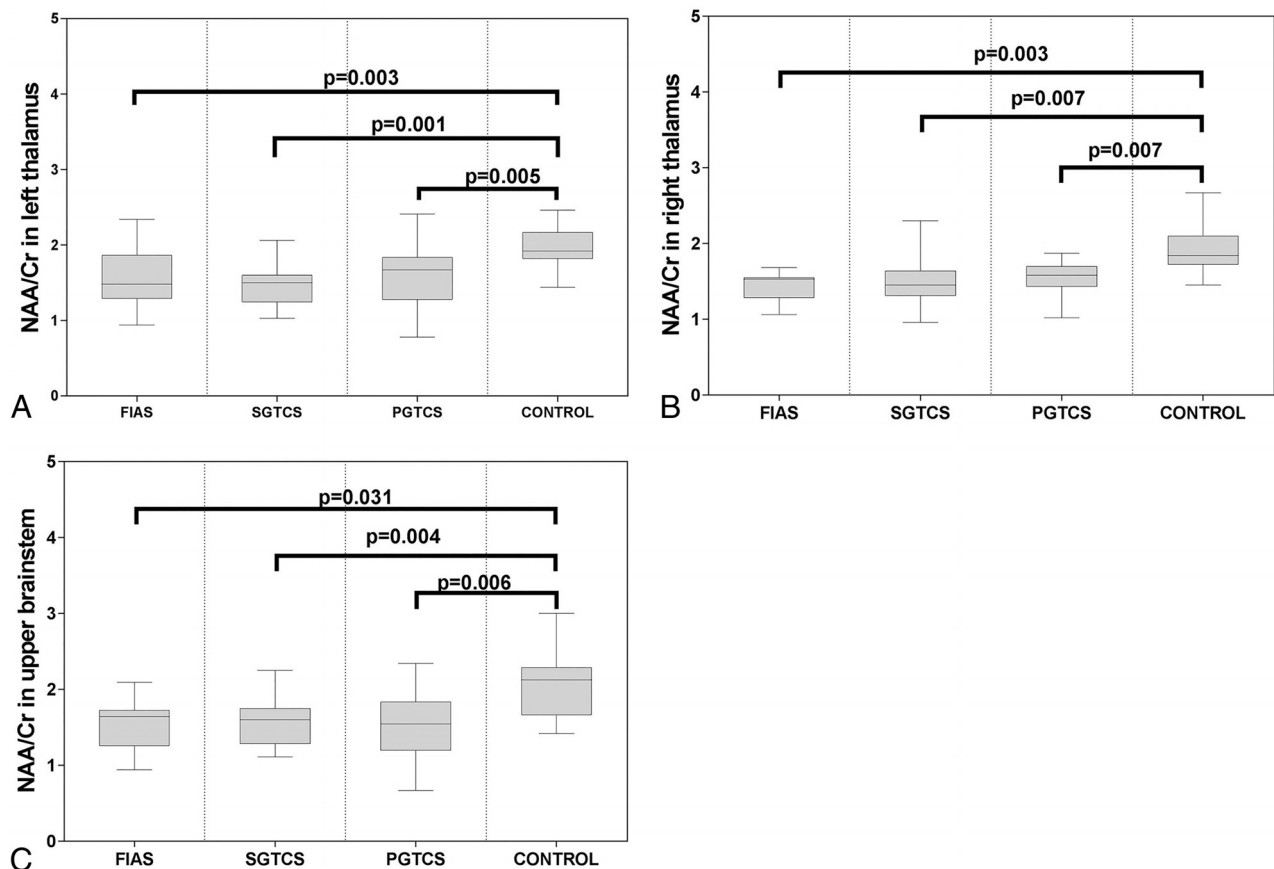 5
4
3
2
1
0
NAA/Cr in left thalamus
p=0.003
p=0.001
p=0.005
FIAS SGTCS PGTCS CONTROL
A
5
4
3
2
1
0
NAA/Cr in right thalamus
p=0.003
p=0.007
p=0.007
FIAS SGTCS PGTCS CONTROL
B
5
4
3
2
1
0
NAA/Cr in upper brainstem
p=0.031
p=0.004
p=0.006
FIAS SGTCS PGTCS CONTROL
C